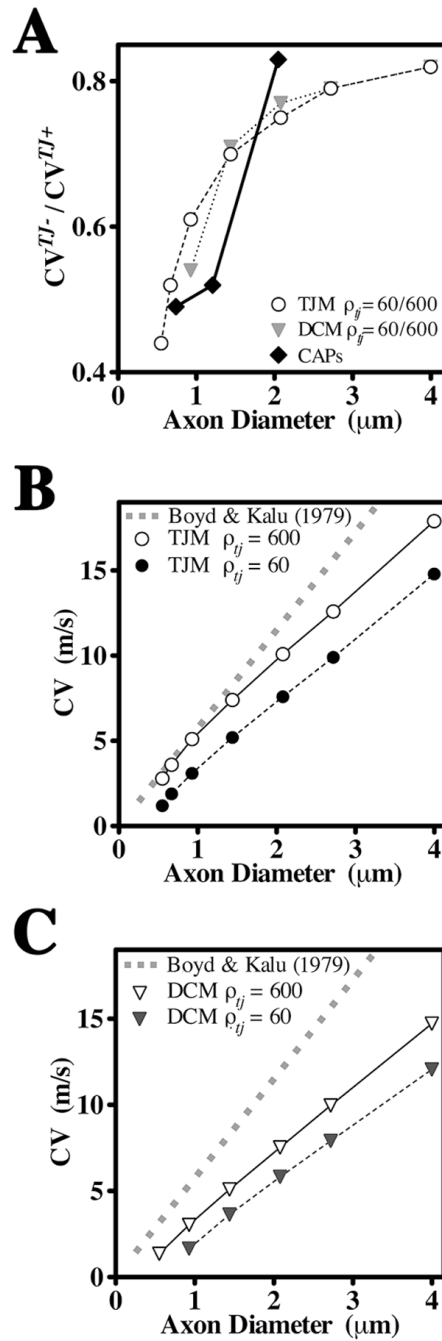 A
0.8
0.6
0.4
CV^TJ- / CV^TJ+
TJM ρtj = 60/600
DCM ρtj = 60/600
CAPs
0 1 2 3 4
Axon Diameter (μm)
B
Boyd & Kalu (1979)
TJM ρtj = 600
TJM ρtj = 60
15
10
5
0
CV (m/s)
0 1 2 3 4
Axon Diameter (μm)
C
Boyd & Kalu (1979)
DCM ρtj = 600
DCM ρtj = 60
15
10
5
0
CV (m/s)
0 1 2 3 4
Axon Diameter (μm)